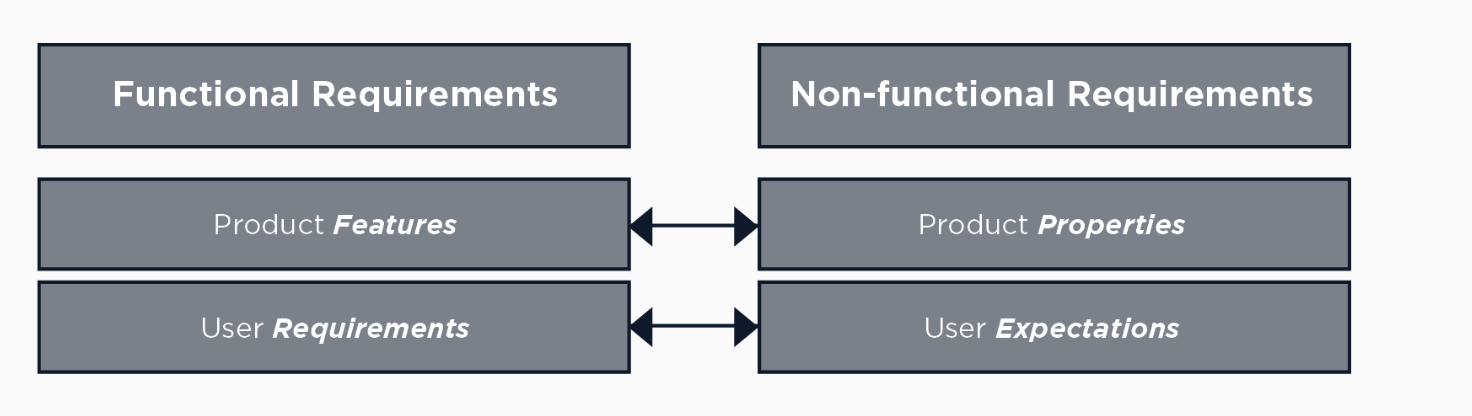 Functional Requirements
Non-functional Requirements
Product Features
Product Properties
User Requirements
User Expectations